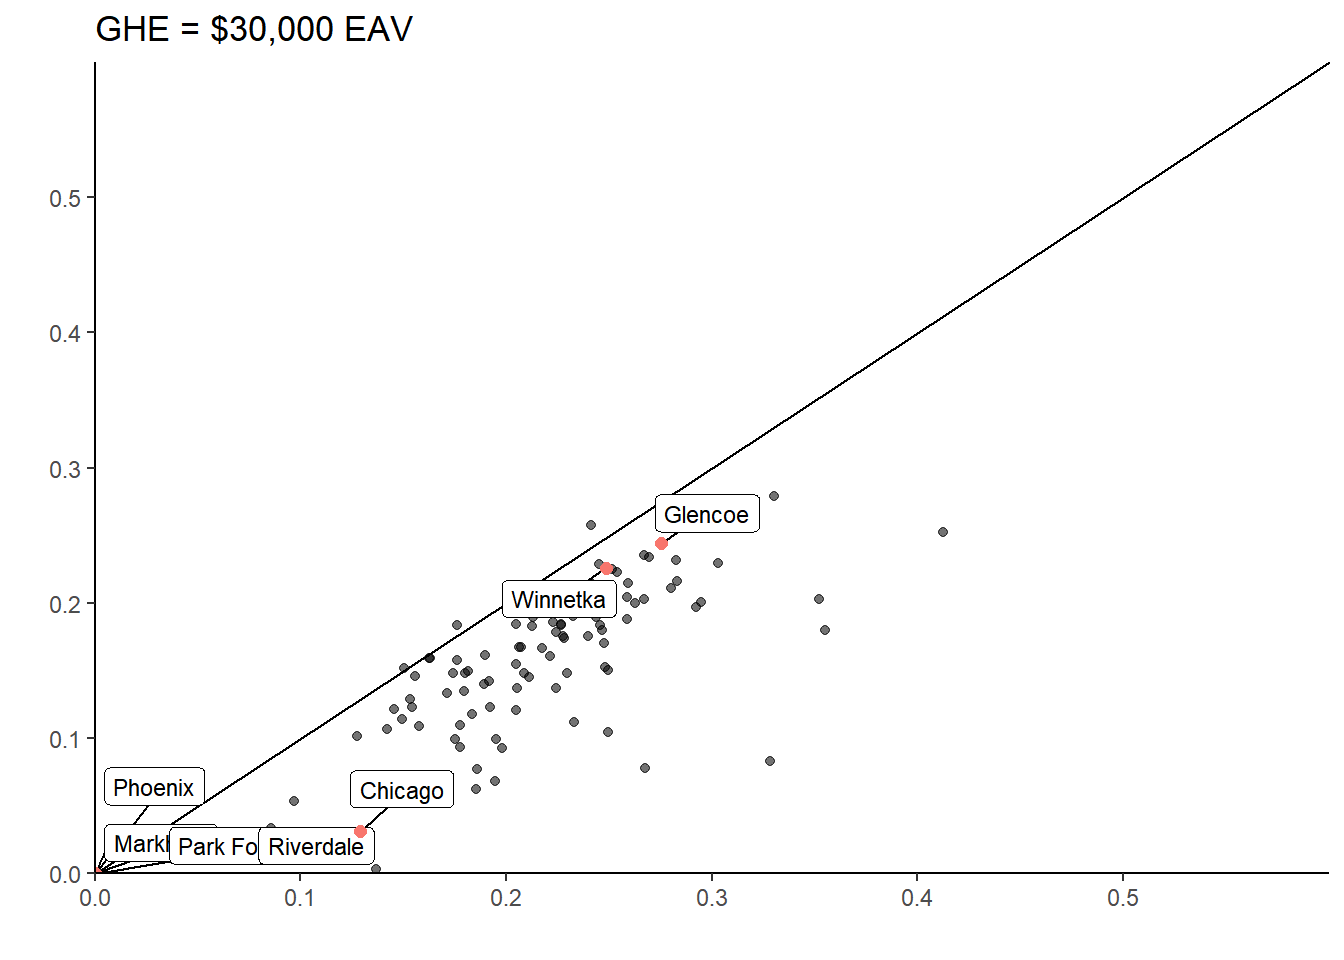 GHE = $30,000 EAV
0.5
0.4
0.3
Glencoe
0.2
Winnetka
0.1
Phoenix
Chicago
Park Fo
Riverdale
0.0
0.0 0.1 0.2 0.3 0.4 0.5